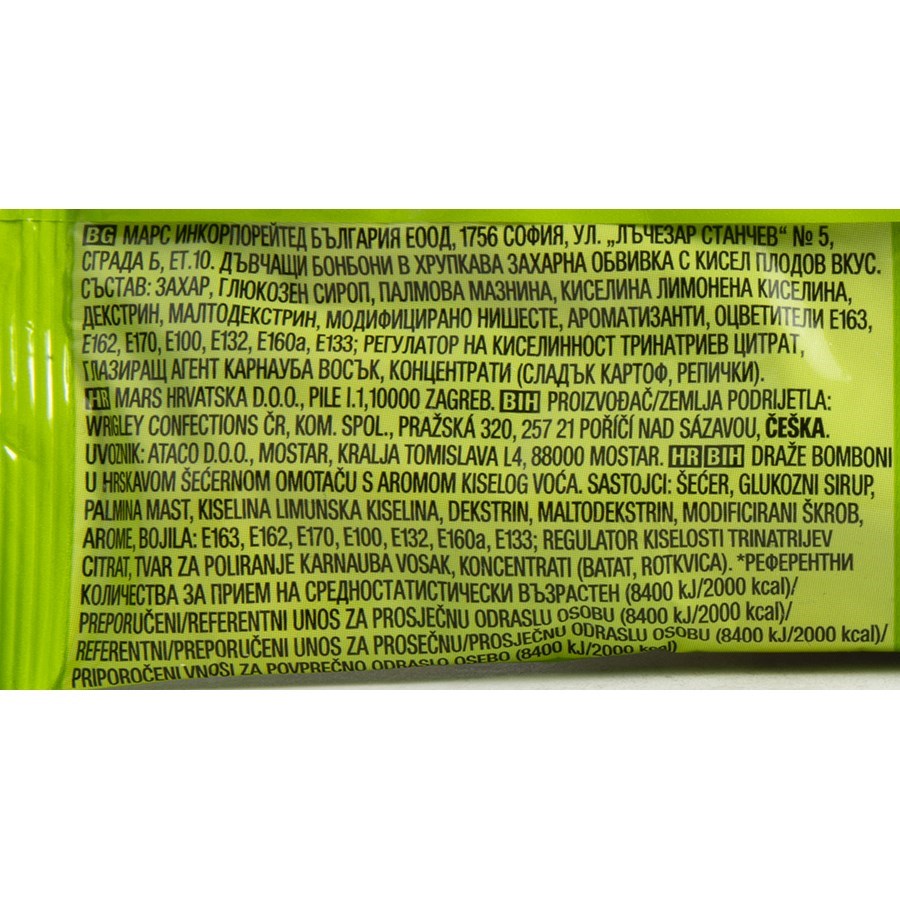 BG МАРС ИНКОРПОРЕЙТЕД БЪЛГАРИЯ ЕООД, 1756 СОФИЯ, УЛ. „ЛЪЧЕЗАР СТАНЧЕВ“ № 5,
СГРАДА Б, ЕТ.10. ДЪВЧАЩИ БОНБОНИ В ХРУПКАВА ЗАХАРНА ОБВИВКА С КИСЕЛ ПЛОДОВ ВКУС.
СЪСТАВ: ЗАХАР, ГЛЮКОЗЕН СИРОП, ПАЛМОВА МАЗНИНА, КИСЕЛИНА ЛИМОНЕНА КИСЕЛИНА,
ДЕКСТРИН, МАЛТОДЕКСТРИН, МОДИФИЦИРАНО НИШЕСТЕ, АРОМАТИЗАНТИ, ОЦВЕТИТЕЛИ E163,
E162, E170, E100, E132, E160a, E133; РЕГУЛАТОР НА КИСЕЛИННОСТ ТРИНАТРИЕВ ЦИТРАТ,
ГЛАЗИРАЩ АГЕНТ КАРНАУБА ВОСЪК, КОНЦЕНТРАТИ (СЛАДЪК КАРТОФ, РЕПИЧКИ).
HR MARS HRVATSKA D.O.O., PILE I.1,10000 ZAGREB. BIH PROIZVOĐAČ/ZEMLJA PODRIJETLA:
WRIGLEY CONFECTIONS ČR, KOM. SPOL., PRAŽSKÁ 320, 257 21 POŘÍČÍ NAD SÁZAVOU, ČEŠKA.
UVOZNIK: ATACO D.O.O., MOSTAR, KRALJA TOMISLAVA L4, 88000 MOSTAR. HR BIH DRAŽE BOMBONI
U HRSKAVOM ŠEĆERNOM OMOTAČU S AROMOM KISELOG VOĆA. SASTOJCI: ŠEĆER, GLUKOZNI SIRUP,
PALMINA MAST, KISELINA LIMUNSKA KISELINA, DEKSTRIN, MALTODEKSTRIN, MODIFICIRANI ŠKROB,
AROME, BOJILA: E163, E162, E170, E100, E132, E160a, E133; REGULATOR KISELOSTI TRINATRIJEV
CITRAT, TVAR ZA POLIRANJE KARNAUBA VOSAK, KONCENTRATI (BATAT, ROTKVICA). *РЕФЕРЕНТНИ
КОЛИЧЕСТВА ЗА ПРИЕМ НА СРЕДНОСТАТИСТИЧЕСКИ ВЪЗРАСТЕН (8400 kJ/2000 kcal)/
PREPORUČENI/REFERENTNI UNOS ZA PROSJEČNU ODRASLU OSOBU (8400 kJ/2000 kcal)/
REFERENTNI/PREPORUČENI UNOS ZA PROSEČNU/PROSJEČNU ODRASLU OSOBU (8400 kJ/2000 kcal)/
PRIPOROČENI VNOSI ZA POVPREČNO ODRASLO OSEBO (8400 kJ/2000 kcal)